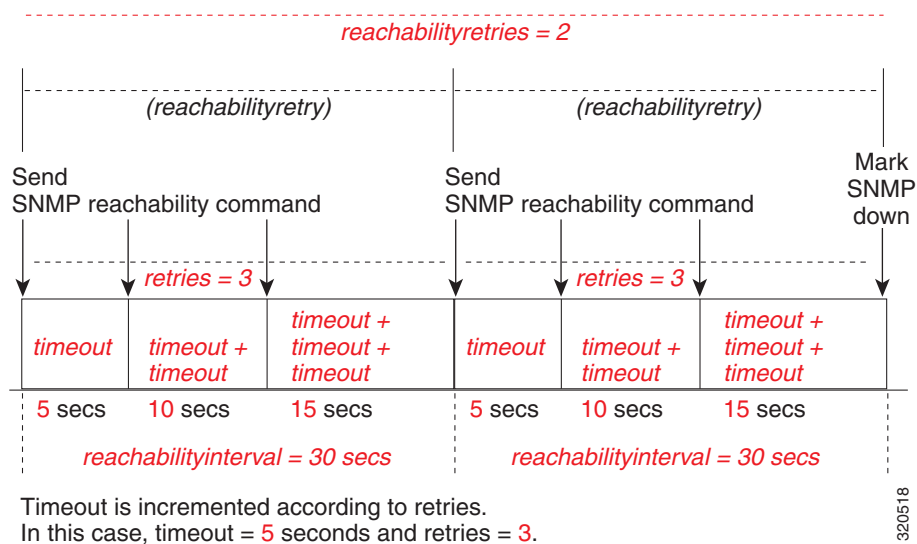 reachabilityretries = 2
(reachabilityretry) (reachabilityretry)
Send
SNMP reachability command
Send
SNMP reachability command
Mark
SNMP
down
retries = 3 retries = 3
timeout
timeout +
timeout
timeout +
timeout +
timeout
timeout
timeout +
timeout
timeout +
timeout +
timeout
5 secs 10 secs 15 secs 5 secs 10 secs 15 secs
reachabilityinterval = 30 secs reachabilityinterval = 30 secs
Timeout is incremented according to retries.
In this case, timeout = 5 seconds and retries = 3.
320518